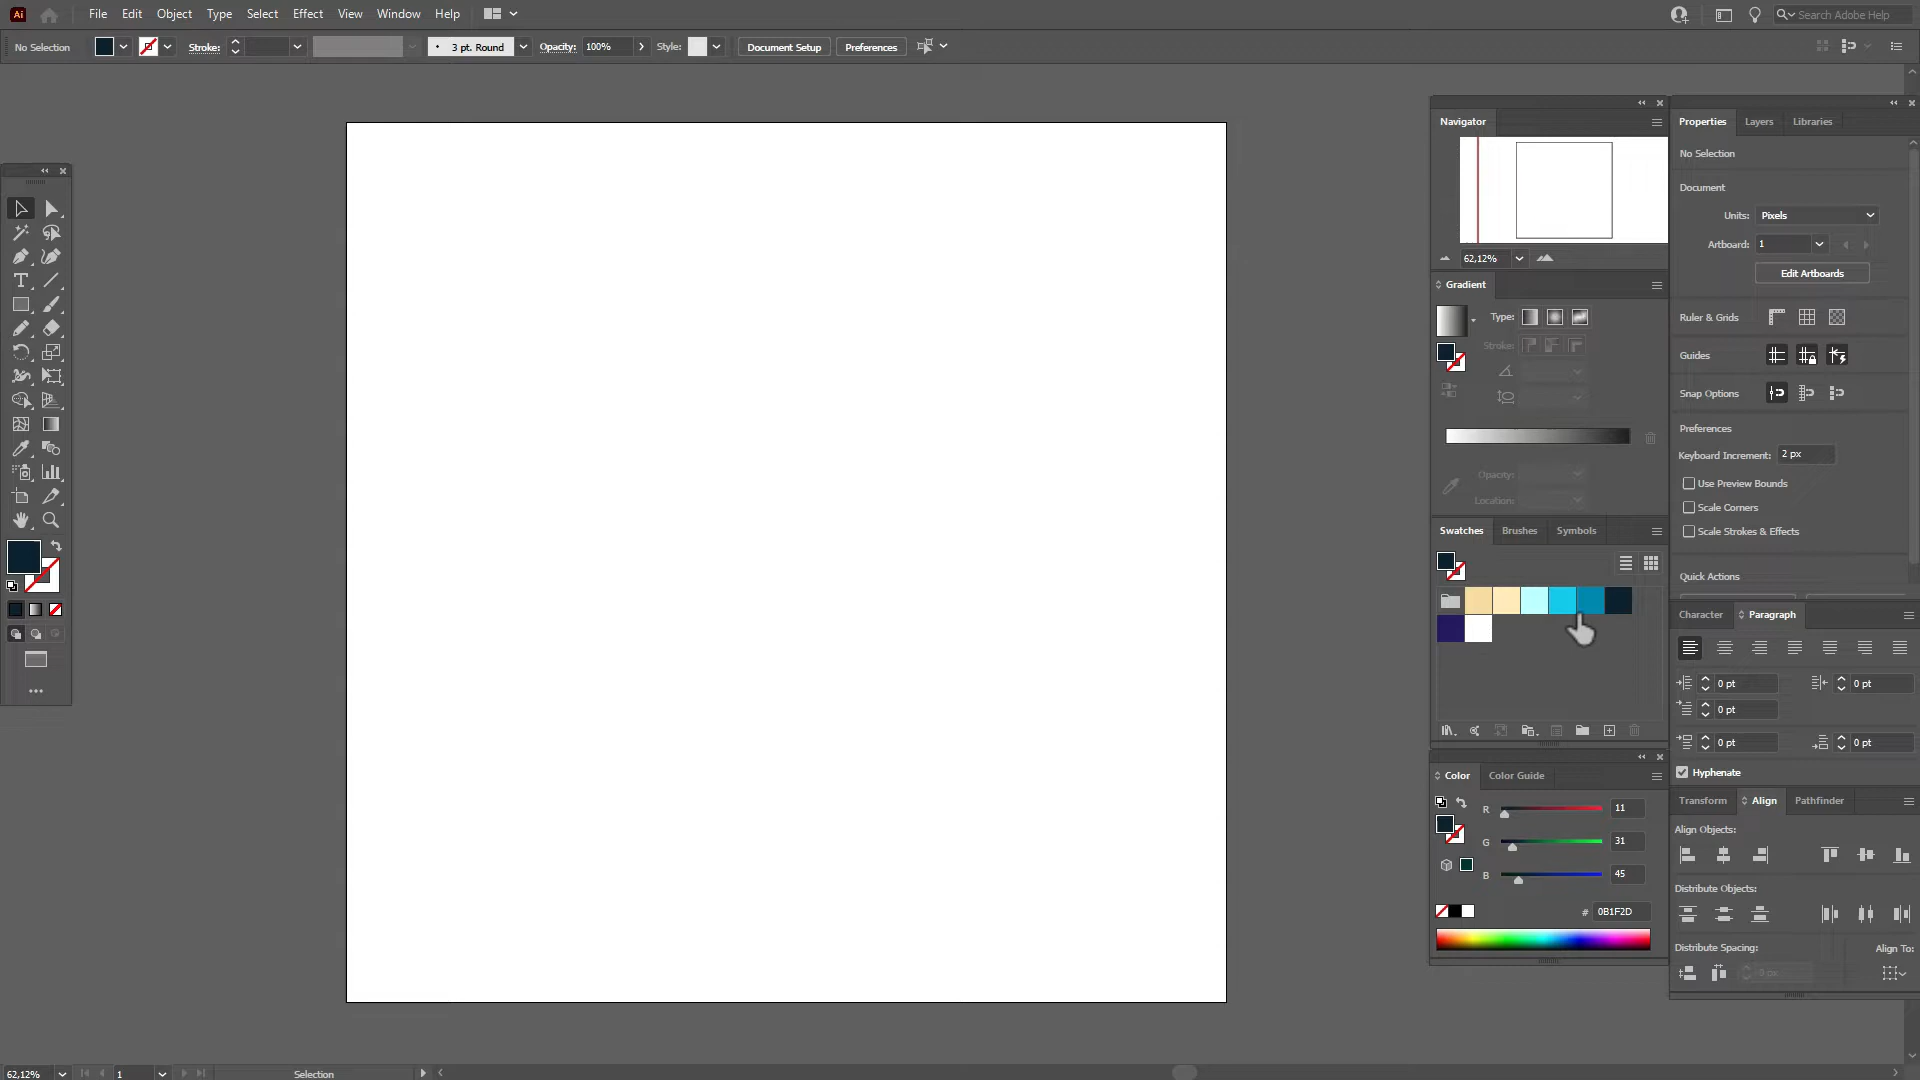 Ai File Edit Object Type Select Effect View Window Help Search Adobe Help
No Selection Stroke: 3 pt. Round Opacity: 100% Style: Document Setup Preferences
Navigator
62,12%
Gradient
Type:
Stroke:
Opacity:
Location:
Swatches Brushes Symbols
Color Color Guide
R 11
G 31
B 45
# 0B1F2D
Properties Layers Libraries
No Selection
Document
Units: Pixels
Artboard: 1
Edit Artboards
Ruler & Grids
Guides
Snap Options
Preferences
Keyboard Increment: 2 px
Use Preview Bounds
Scale Corners
Scale Strokes & Effects
Quick Actions
Character Paragraph
0 pt 0 pt
0 pt
0 pt 0 pt
Hyphenate
Transform Align Pathfinder
Align Objects:
Distribute Objects:
Distribute Spacing: Align To:
0 px
62,12% 1 Selection